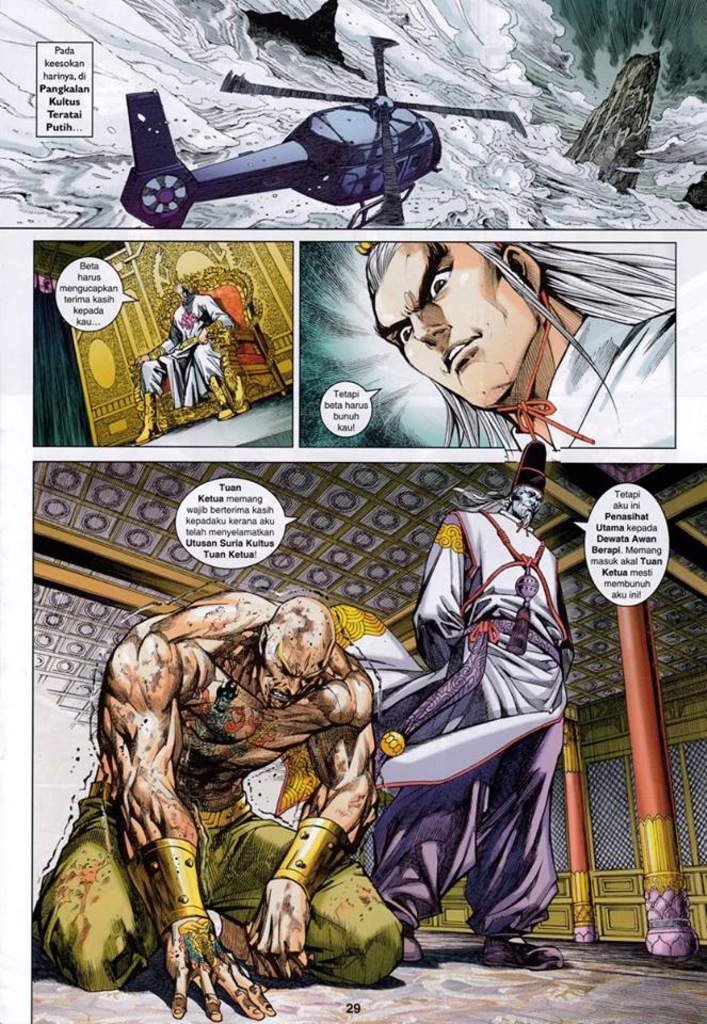 Pada
keesokan
harinya, di
Pangkalan
Kultus
Teratai
Putih...
Beta
harus
mengucapkan
terima kasih
kepada
kau...
Tetapi
beta harus
bunuh
kau!
Tuan
Ketua memang
wajib berterima kasih
kepadaku kerana aku
telah menyelamatkan
Utusan Suria Kultus
Tuan Ketua!
Tetapi
aku ini
Penasihat
Utama kepada
Dewata Awan
Berapi. Memang
masuk akal Tuan
Ketua mesti
membunuh
aku ini!
29